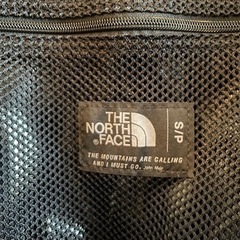 THE
NORTH
FACE
®
S/P
THE MOUNTAINS ARE CALLING
AND I MUST GO. John Muir